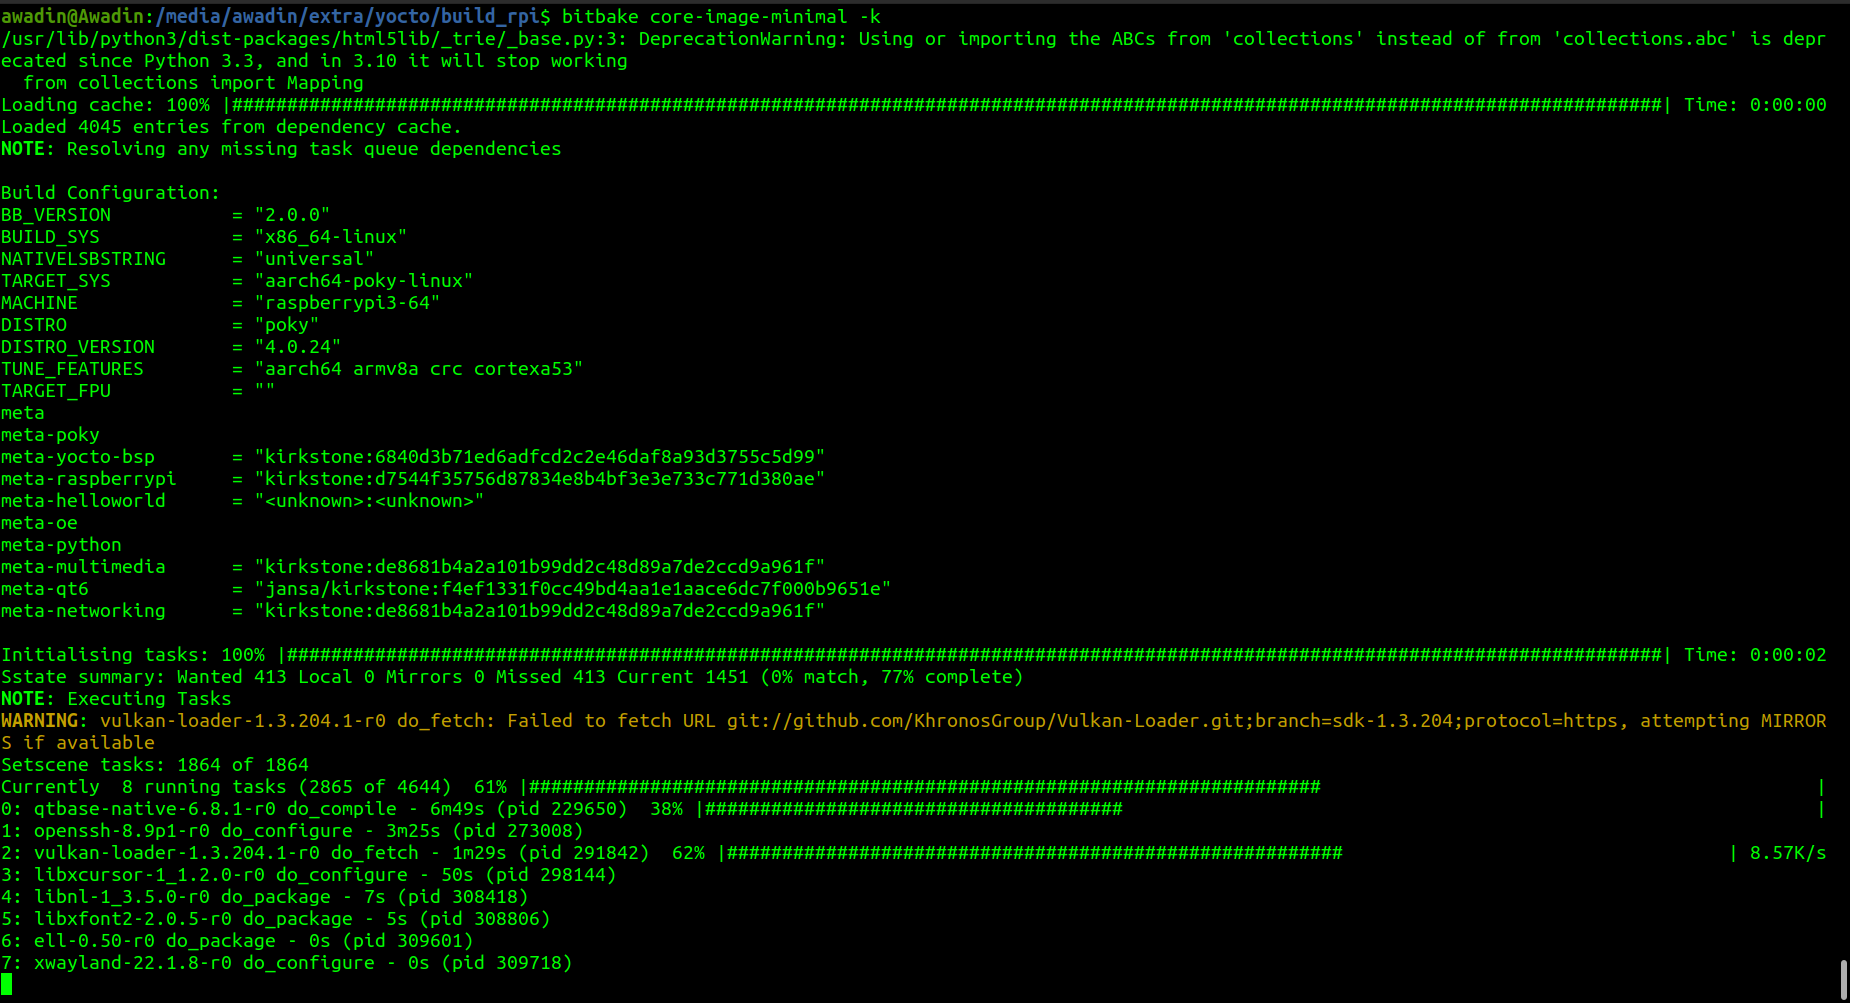 awadin@Awadin:/media/awadin/extra/yocto/build_rpi$ bitbake core-image-minimal -k
/usr/lib/python3/dist-packages/html5lib/_trie/_base.py:3: DeprecationWarning: Using or importing the ABCs from 'collections' instead of from 'collections.abc' is depr
ecated since Python 3.3, and in 3.10 it will stop working
  from collections import Mapping
Loading cache: 100% |##################################################################################################################################| Time: 0:00:00
Loaded 4045 entries from dependency cache.
NOTE: Resolving any missing task queue dependencies

Build Configuration:
BB_VERSION           = "2.0.0"
BUILD_SYS            = "x86_64-linux"
NATIVELSBSTRING      = "universal"
TARGET_SYS           = "aarch64-poky-linux"
MACHINE              = "raspberrypi3-64"
DISTRO               = "poky"
DISTRO_VERSION       = "4.0.24"
TUNE_FEATURES        = "aarch64 armv8a crc cortexa53"
TARGET_FPU           = ""
meta
meta-poky
meta-yocto-bsp       = "kirkstone:6840d3b71ed6adfcd2c2e46daf8a93d3755c5d99"
meta-raspberrypi     = "kirkstone:d7544f35756d87834e8b4bf3e3e733c771d380ae"
meta-helloworld      = "<unknown>:<unknown>"
meta-oe
meta-python
meta-multimedia      = "kirkstone:de8681b4a2a101b99dd2c48d89a7de2ccd9a961f"
meta-qt6             = "jansa/kirkstone:f4ef1331f0cc49bd4aa1e1aace6dc7f000b9651e"
meta-networking      = "kirkstone:de8681b4a2a101b99dd2c48d89a7de2ccd9a961f"

Initialising tasks: 100% |#############################################################################################################################| Time: 0:00:02
Sstate summary: Wanted 413 Local 0 Mirrors 0 Missed 413 Current 1451 (0% match, 77% complete)
NOTE: Executing Tasks
WARNING: vulkan-loader-1.3.204.1-r0 do_fetch: Failed to fetch URL git://github.com/KhronosGroup/Vulkan-Loader.git;branch=sdk-1.3.204;protocol=https, attempting MIRROR
S if available
Setscene tasks: 1864 of 1864
Currently  8 running tasks (2865 of 4644)  61% |########################################################################                                             |
0: qtbase-native-6.8.1-r0 do_compile - 6m49s (pid 229650)  38% |######################################                                                               |
1: openssh-8.9p1-r0 do_configure - 3m25s (pid 273008)
2: vulkan-loader-1.3.204.1-r0 do_fetch - 1m29s (pid 291842)  62% |########################################################                                   | 8.57K/s
3: libxcursor-1_1.2.0-r0 do_configure - 50s (pid 298144)
4: libnl-1_3.5.0-r0 do_package - 7s (pid 308418)
5: libxfont2-2.0.5-r0 do_package - 5s (pid 308806)
6: ell-0.50-r0 do_package - 0s (pid 309601)
7: xwayland-22.1.8-r0 do_configure - 0s (pid 309718)